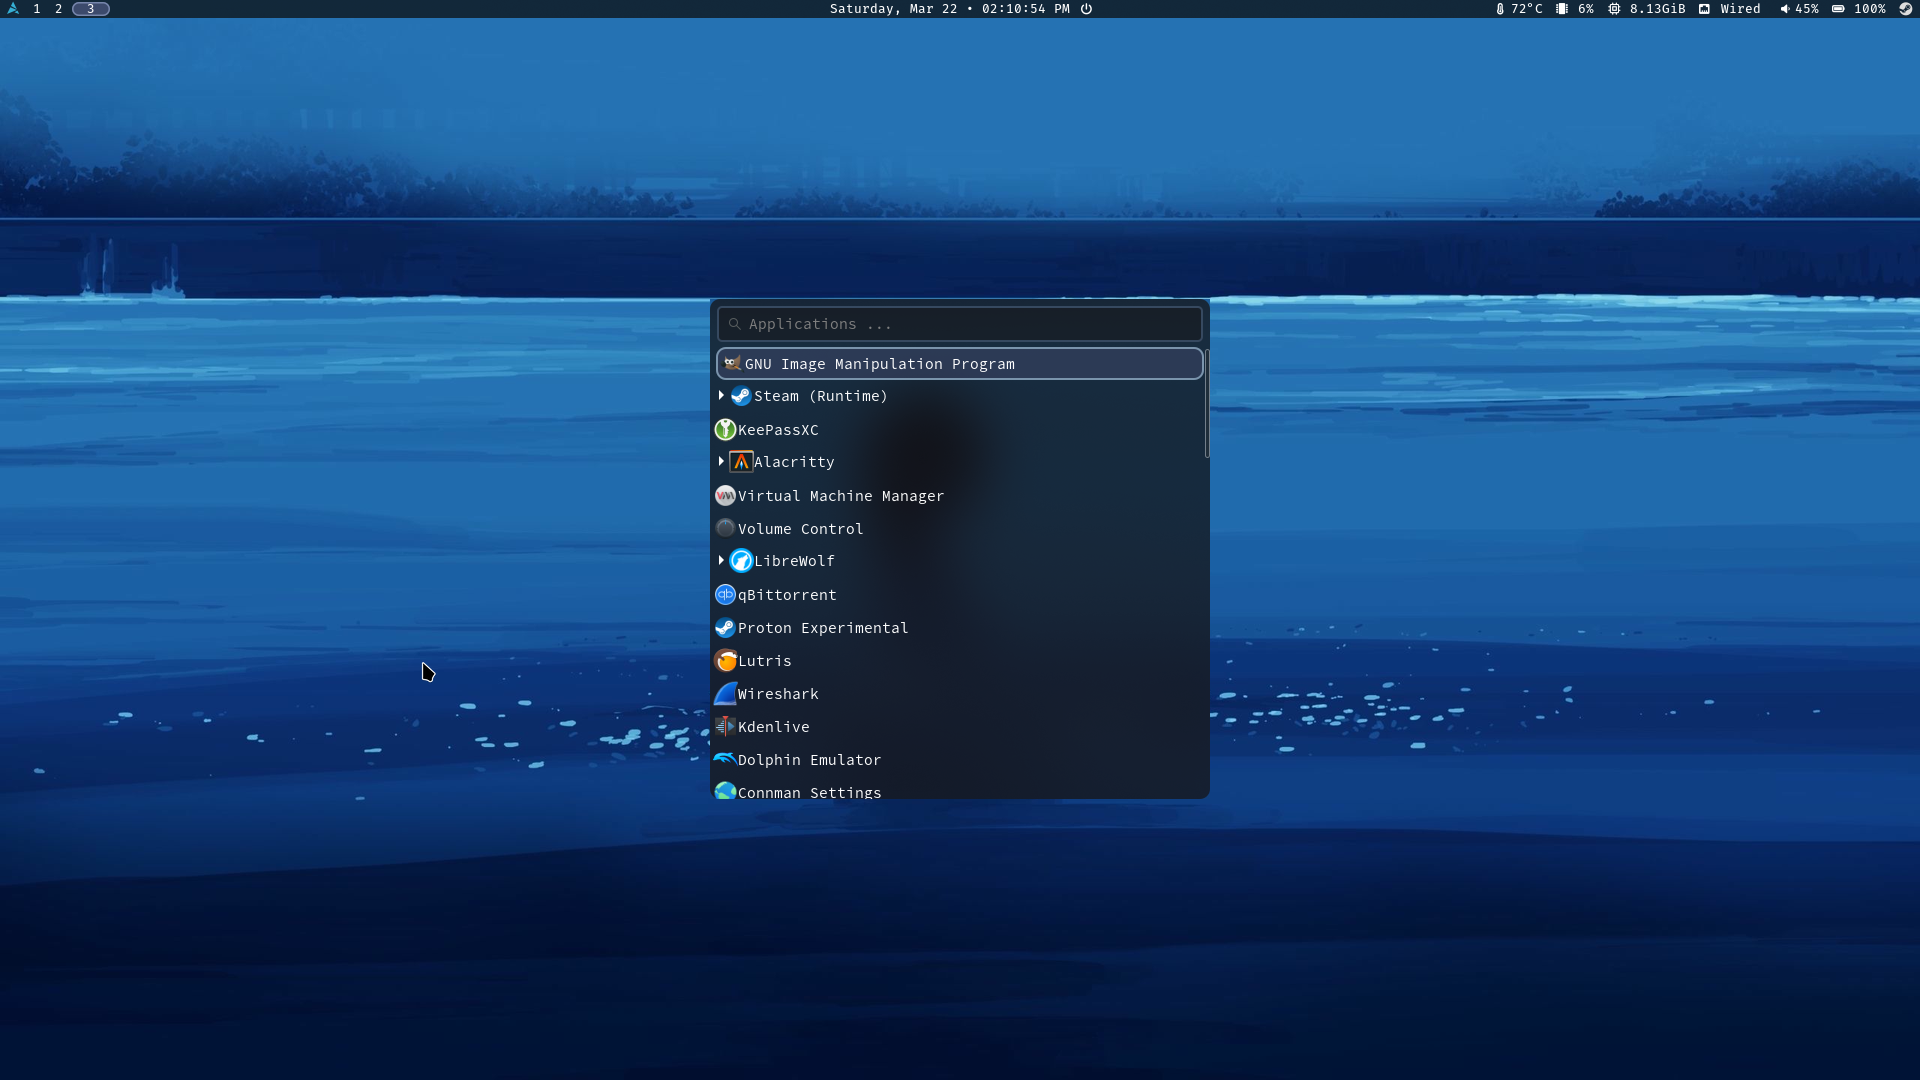 1 2 3 Saturday, Mar 22 • 02:10:54 PM 72°C 6% 8.13GiB Wired 45% 100%
Applications ...
GNU Image Manipulation Program
Steam (Runtime)
KeePassXC
Alacritty
Virtual Machine Manager
Volume Control
LibreWolf
qBittorrent
Proton Experimental
Lutris
Wireshark
Kdenlive
Dolphin Emulator
Connman Settings